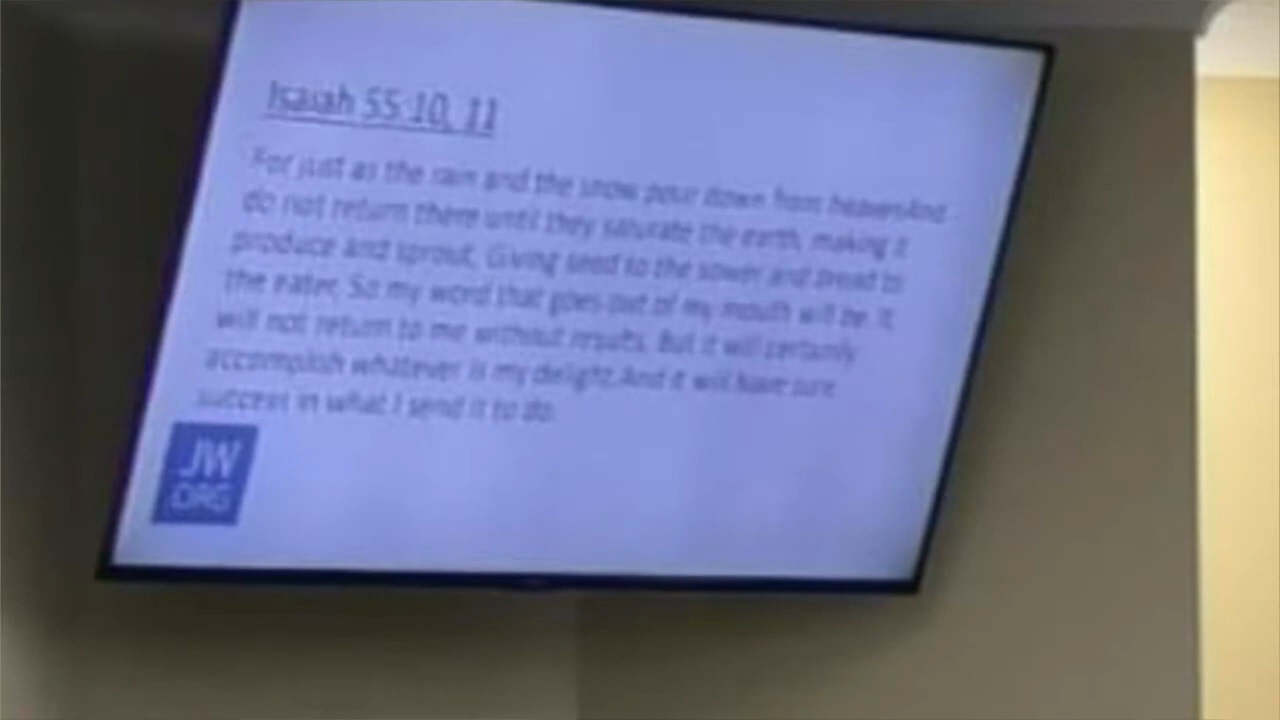 Isaiah 55:10, 11
For just as the rain and the snow pour down from heavenAnd
do not return there until they saturate the earth, making it
produce and sprout, Giving seed to the sower and bread to
the eater, So my word that goes out of my mouth will be. It
will not return to me without results, But it will certainly
accomplish whatever is my delight,And it will have sure
success in what I send it to do.
JW
.ORG